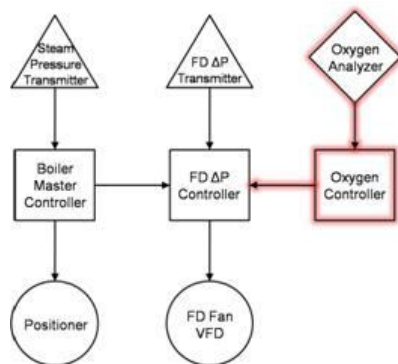 Steam
Pressure
Transmitter
FD ΔP
Transmitter
Oxygen
Analyzer
Boiler
Master
Controller
FD ΔP
Controller
Oxygen
Controller
Positioner
FD Fan
VFD